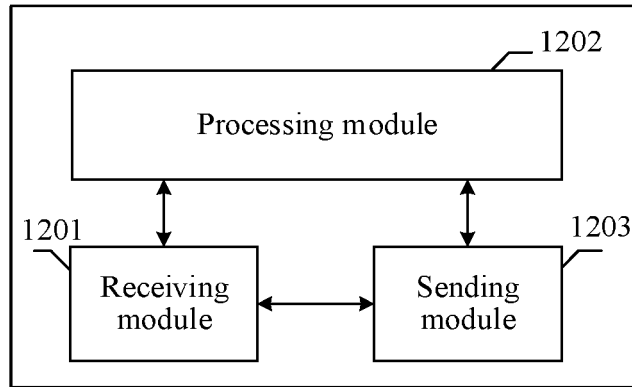 1202
Processing module
1201
1203
Receiving
module
Sending
module